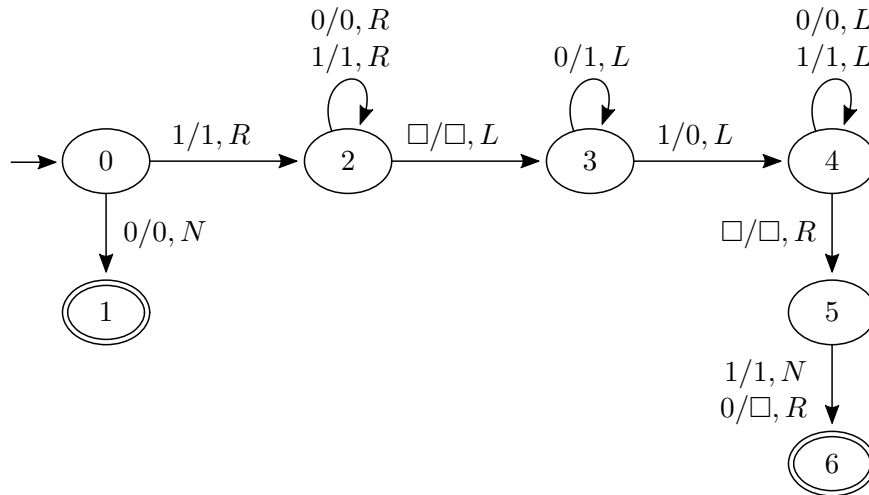 0/0, R
1/1, R
0/1, L
0/0, L
1/1, L
1/1, R
□/□, L
1/0, L
0
2
3
4
0/0, N
□/□, R
1
5
1/1, N
0/□, R
6